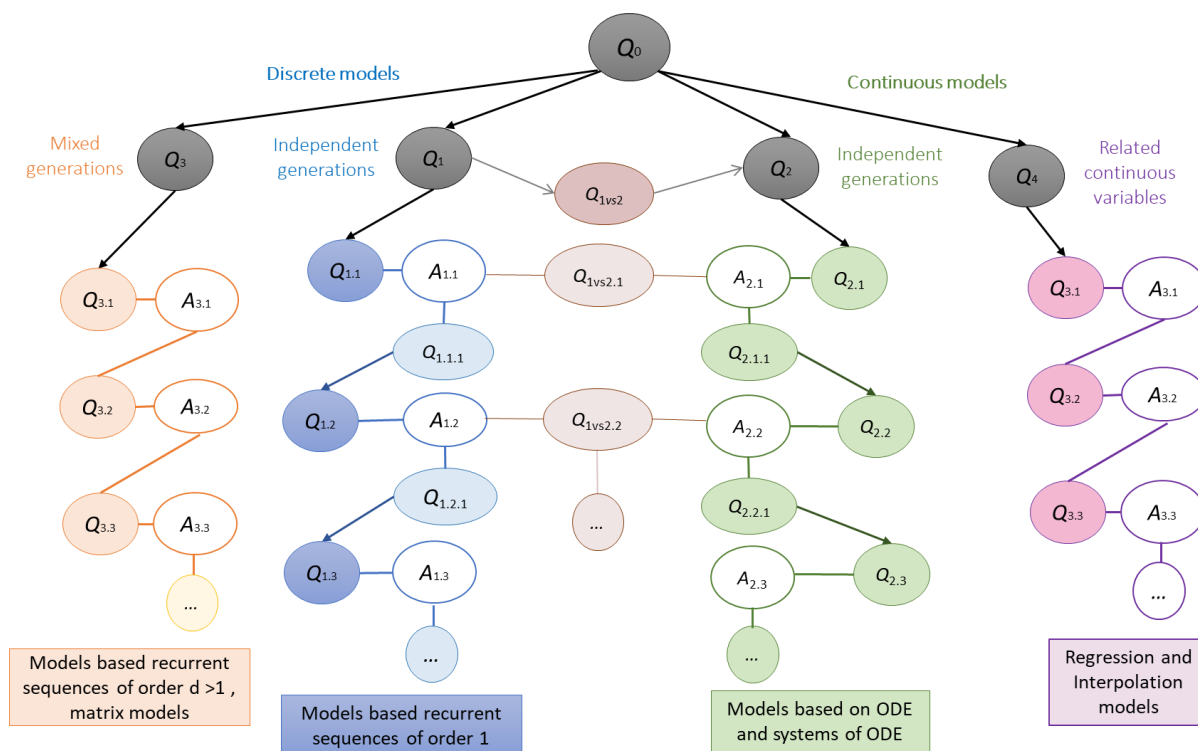 Q0
Discrete models
Continuous models
Mixed
generations
Q3
Independent
generations
Q1
Q1vs2
Q2
Independent
generations
Q4
Related
continuous
variables
Q1.1
A1.1
Q1vs2.1
A2.1
Q2.1
Q3.1
A3.1
Q3.1
A3.1
Q1.1.1
Q2.1.1
Q3.2
A3.2
Q1.2
A1.2
Q1vs2.2
A2.2
Q2.2
Q3.2
A3.2
Q1.2.1
Q2.2.1
Q3.3
A3.3
...
Q3.3
A3.3
Q1.3
A1.3
A2.3
Q2.3
...
...
...
...
Models based recurrent
sequences of order d >1 ,
matrix models
Models based recurrent
sequences of order 1
Models based on ODE
and systems of ODE
Regression and
Interpolation
models